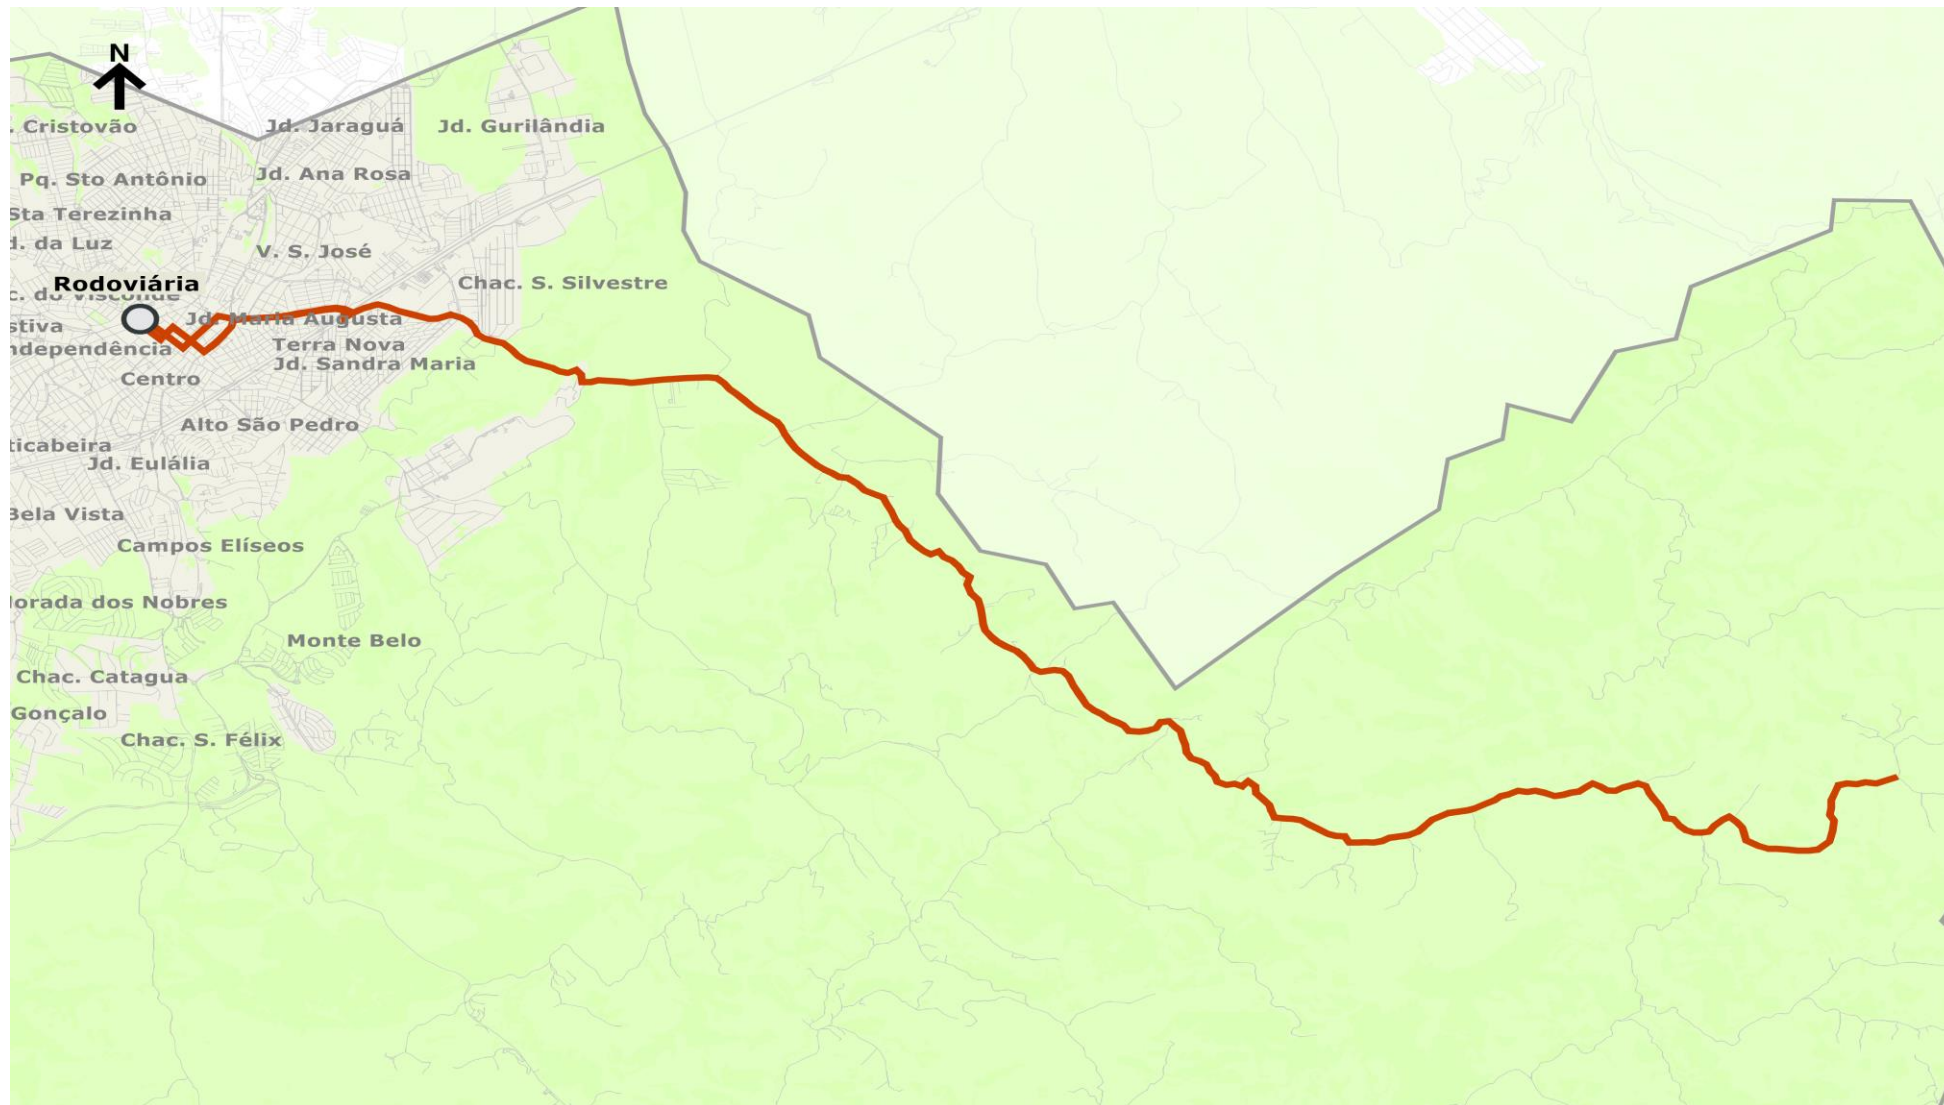 N
. Cristovão
Jd. Jaraguá
Jd. Gurilândia
Pq. Sto Antônio
Jd. Ana Rosa
Sta Terezinha
d. da Luz
V. S. José
Rodoviária
Chac. S. Silvestre
c. do Visconde
stiva
Jd. Maria Augusta
ndependência
Terra Nova
Jd. Sandra Maria
Centro
Alto São Pedro
ticabeira
Jd. Eulália
Bela Vista
Campos Elíseos
lorada dos Nobres
Monte Belo
Chac. Catagua
Gonçalo
Chac. S. Félix